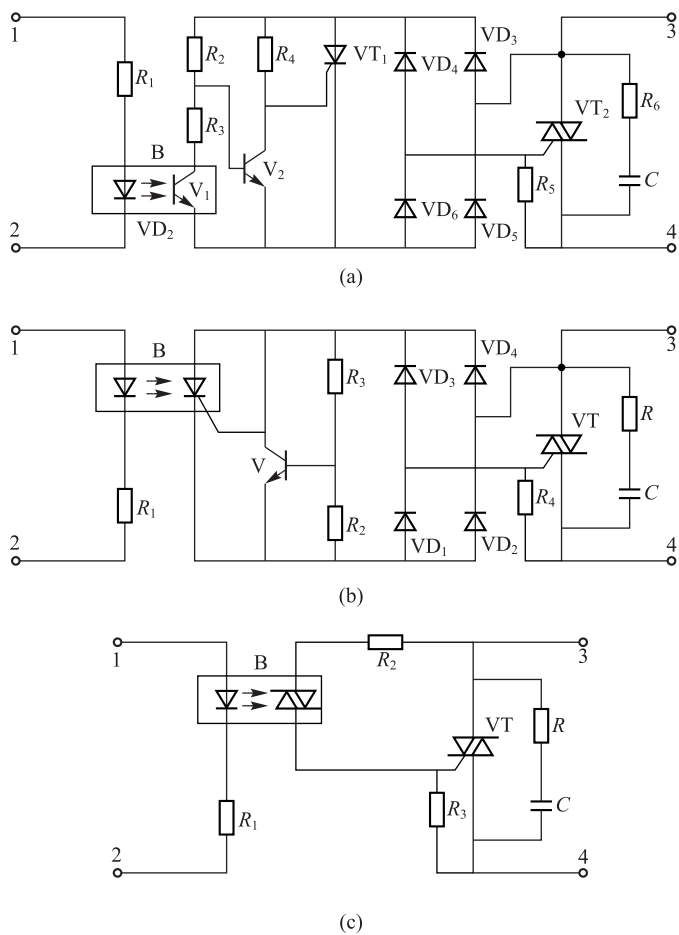 1
3
R₁
R₂
R₃
R₄
VT₁
VD₄
VD₃
VT₂
R₆
B
V₁
V₂
VD₂
VD₆
VD₅
R₅
C
2
4
(a)
1
3
B
R₁
V
R₃
R₂
VD₃
VD₄
VD₁
VD₂
VT
R₄
R
C
2
4
(b)
1
3
B
R₂
R₁
VT
R
R₃
C
2
4
(c)